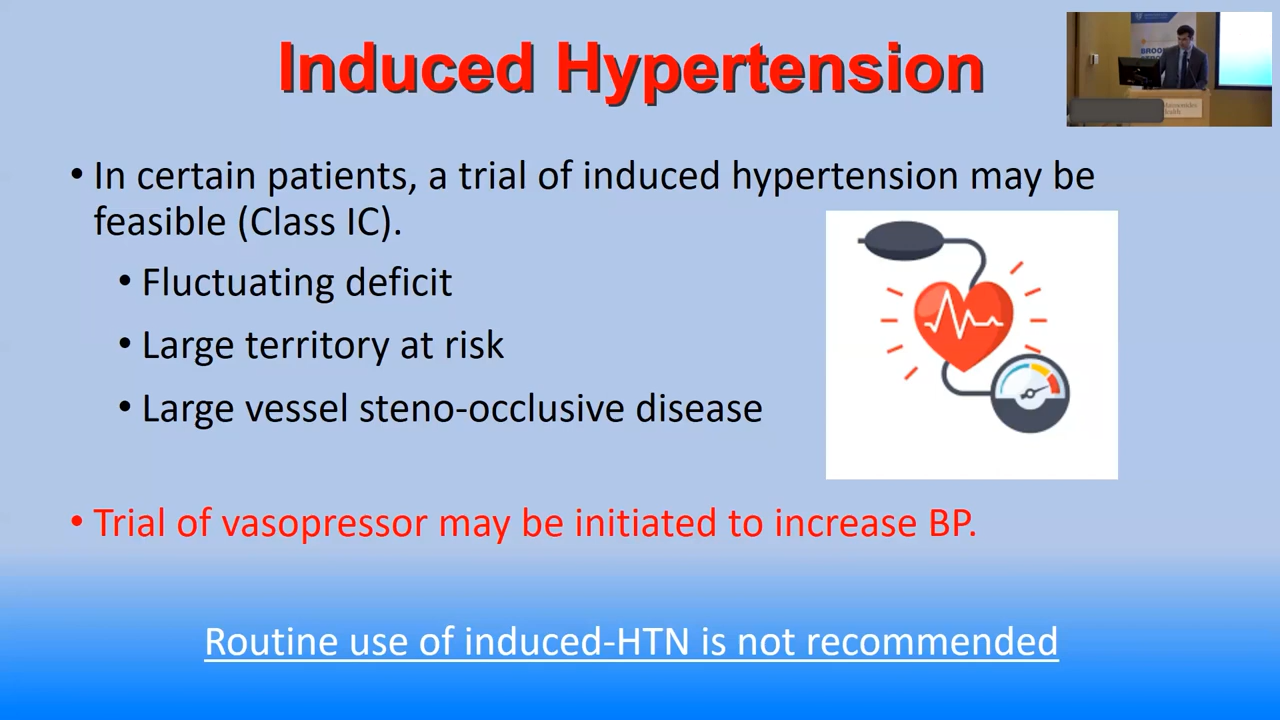 Induced Hypertension
BROO
• In certain patients, a trial of induced hypertension may be
feasible (Class IC).
• Fluctuating deficit
• Large territory at risk
• Large vessel steno-occlusive disease
• Trial of vasopressor may be initiated to increase BP.
Routine use of induced-HTN is not recommended